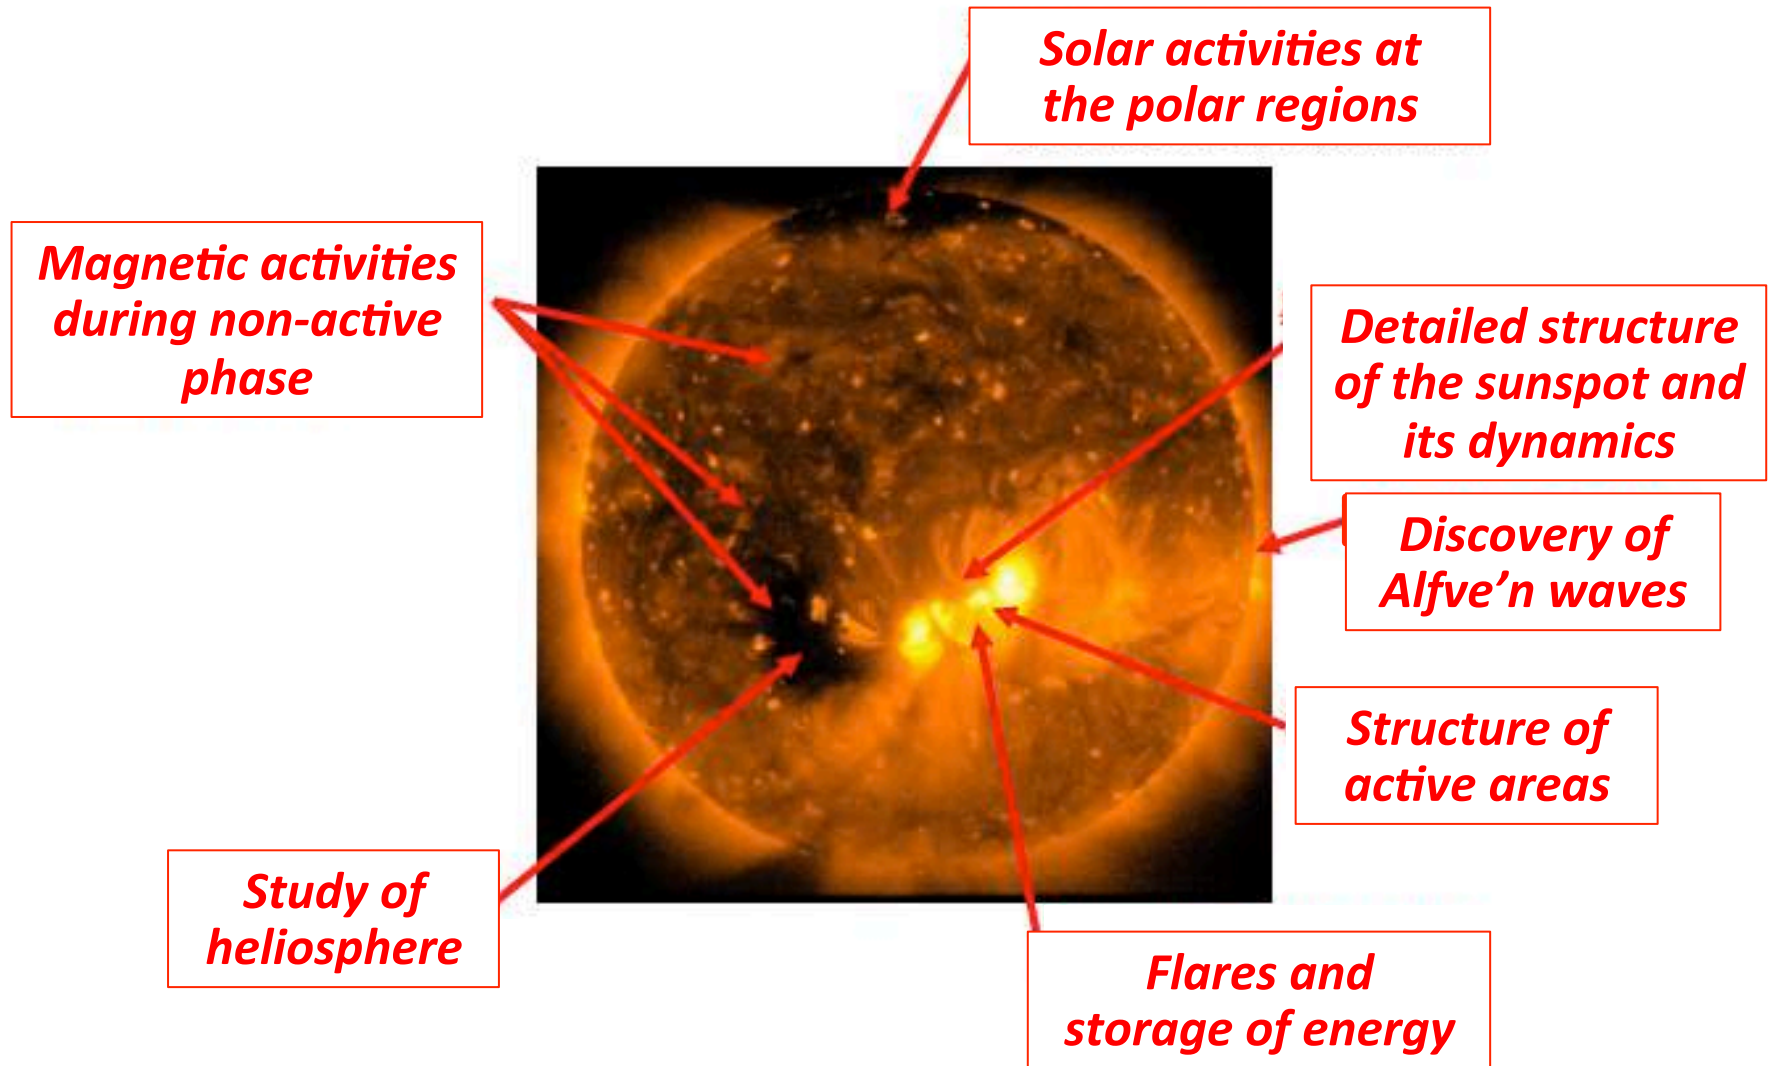 Solar activities at
the polar regions
Magnetic activities
during non-active
phase
Detailed structure
of the sunspot and
its dynamics
Discovery of
Alfve’n waves
Structure of
active areas
Study of
heliosphere
Flares and
storage of energy